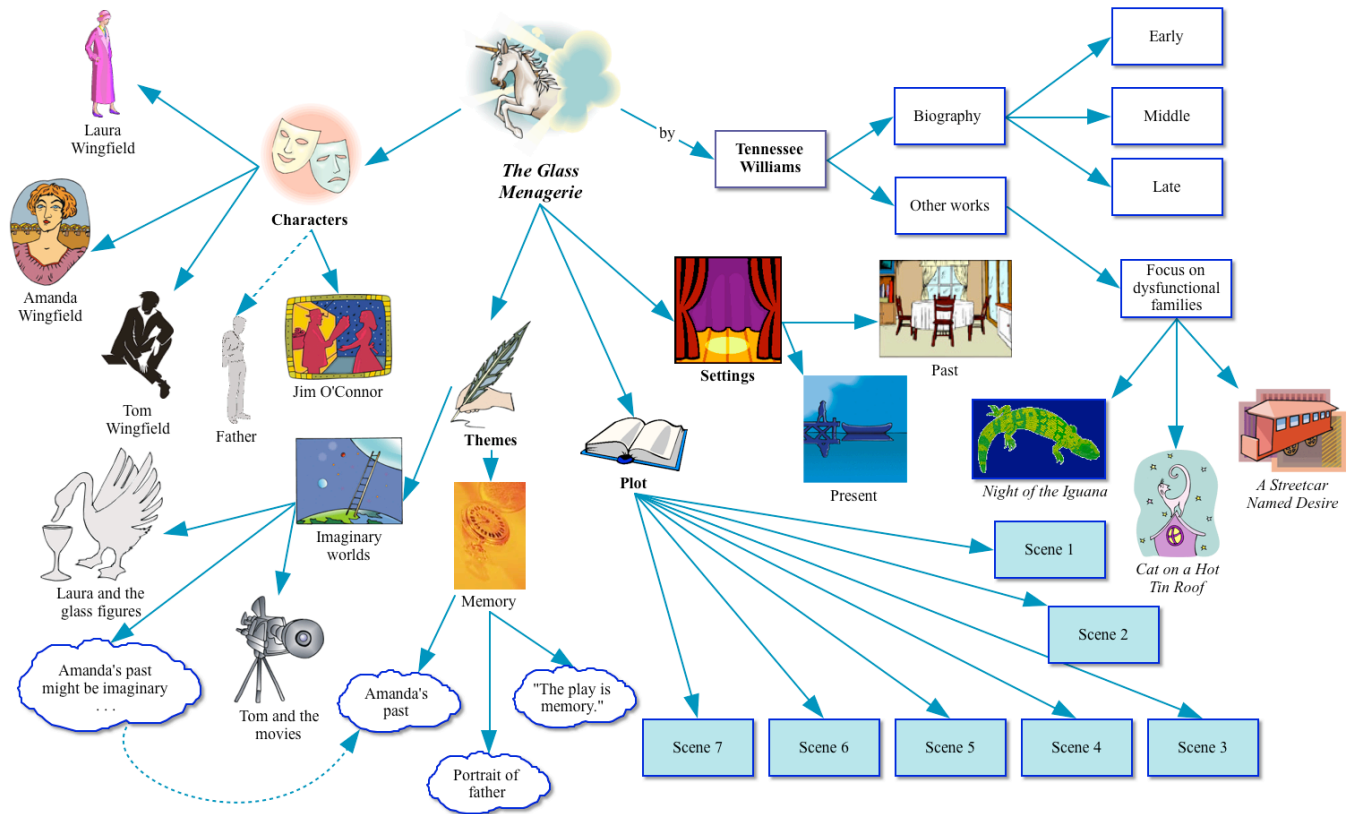 Laura
Wingfield
Amanda
Wingfield
Tom
Wingfield
Characters
Father
Jim O'Connor
The Glass
Menagerie
by
Tennessee
Williams
Biography
Other works
Early
Middle
Late
Focus on
dysfunctional
families
Night of the Iguana
Cat on a Hot
Tin Roof
A Streetcar
Named Desire
Settings
Past
Present
Themes
Plot
Imaginary
worlds
Memory
Laura and the
glass figures
Amanda's past
might be imaginary
. . .
Tom and the
movies
Amanda's
past
"The play is
memory."
Portrait of
father
Scene 1
Scene 2
Scene 7
Scene 6
Scene 5
Scene 4
Scene 3